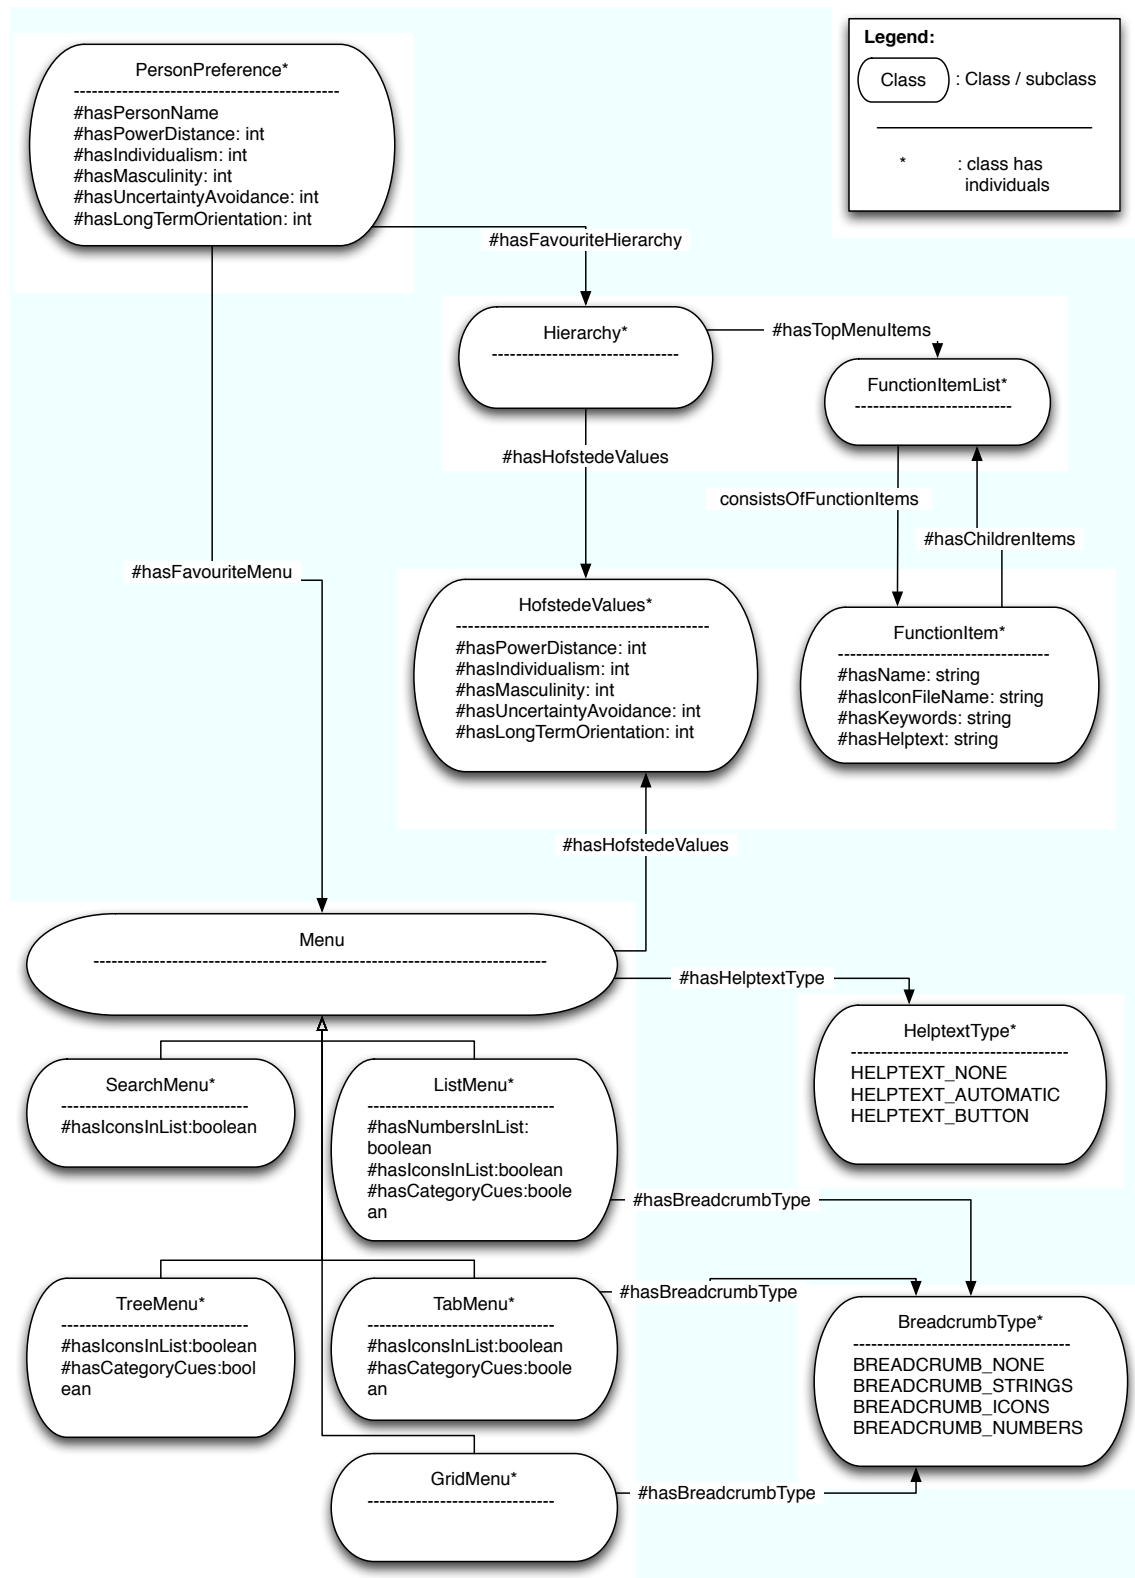 Legend:
Class
: Class / subclass
*
: class has
individuals
PersonPreference*
--------------------------------------------
#hasPersonName
#hasPowerDistance: int
#hasIndividualism: int
#hasMasculinity: int
#hasUncertaintyAvoidance: int
#hasLongTermOrientation: int
#hasFavouriteHierarchy
Hierarchy*
-------------------------------
#hasTopMenuItems
FunctionItemList*
--------------------------
#hasHofstedeValues
consistsOfFunctionItems
#hasChildrenItems
#hasFavouriteMenu
HofstedeValues*
------------------------------------------
#hasPowerDistance: int
#hasIndividualism: int
#hasMasculinity: int
#hasUncertaintyAvoidance: int
#hasLongTermOrientation: int
FunctionItem*
-----------------------------------
#hasName: string
#hasIconFileName: string
#hasKeywords: string
#hasHelptext: string
#hasHofstedeValues
Menu
---------------------------------------------------------------------------
#hasHelptextType
HelptextType*
------------------------------------
HELPTEXT_NONE
HELPTEXT_AUTOMATIC
HELPTEXT_BUTTON
SearchMenu*
-------------------------------
#hasIconsInList:boolean
ListMenu*
-------------------------------
#hasNumbersInList:
boolean
#hasIconsInList:boolean
#hasCategoryCues:boole
an
#hasBreadcrumbType
TreeMenu*
-------------------------------
#hasIconsInList:boolean
#hasCategoryCues:bool
ean
TabMenu*
-------------------------------
#hasIconsInList:boolean
#hasCategoryCues:boole
an
#hasBreadcrumbType
BreadcrumbType*
------------------------------------
BREADCRUMB_NONE
BREADCRUMB_STRINGS
BREADCRUMB_ICONS
BREADCRUMB_NUMBERS
GridMenu*
-------------------------------
#hasBreadcrumbType